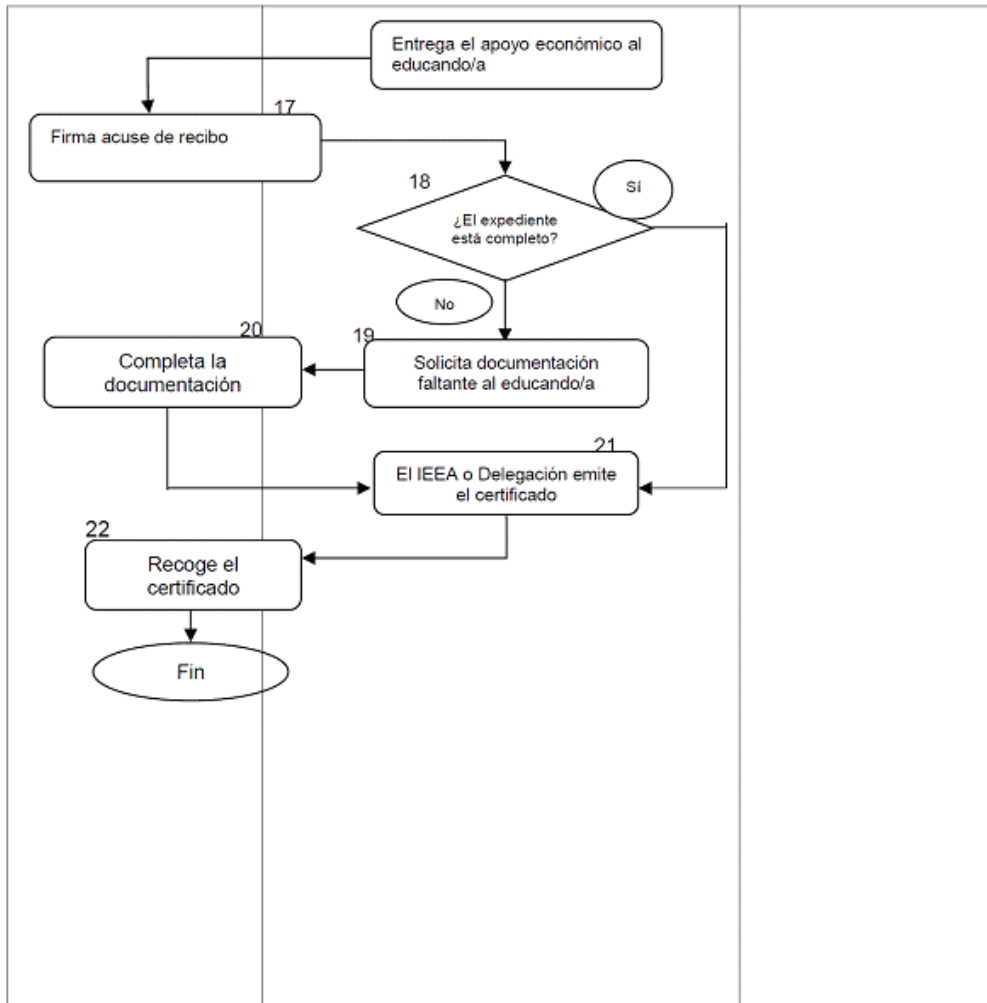 Entrega el apoyo económico al
educando/a
17
Firma acuse de recibo
18
Sí
¿El expediente
está completo?
No
20
19
Completa la
documentación
Solicita documentación
faltante al educando/a
21
El IEEA o Delegación emite
el certificado
22
Recoge el
certificado
Fin